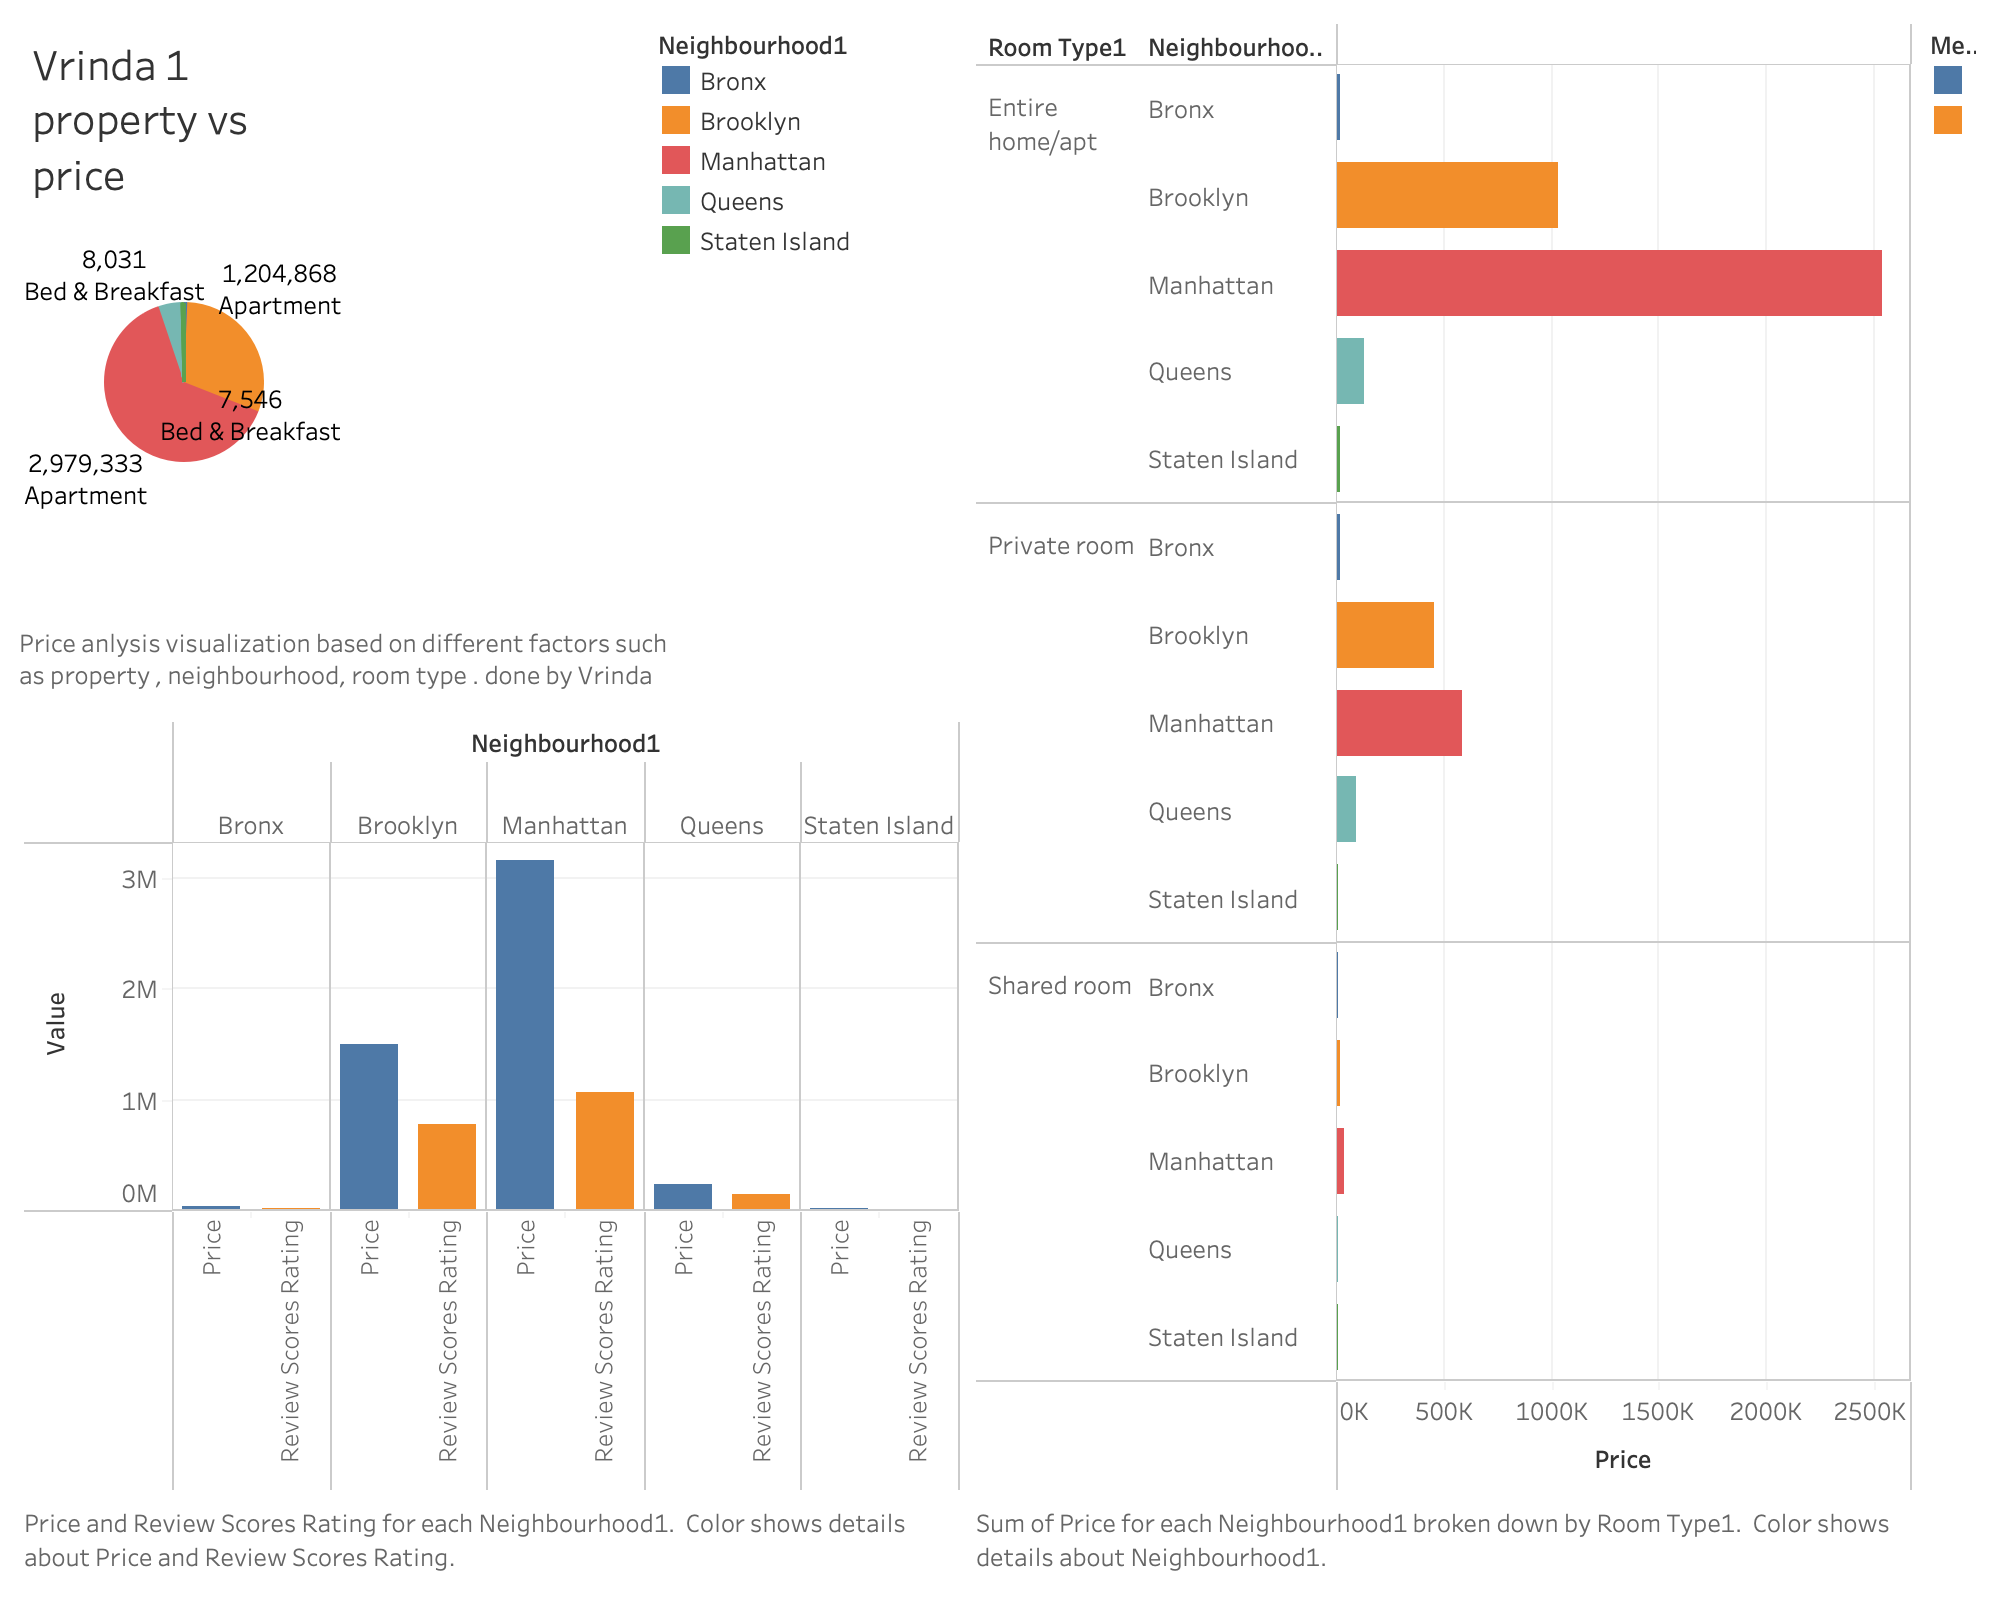 Vrinda 1
property vs
price
Neighbourhood1
Bronx
Brooklyn
Manhattan
Queens
Staten Island
8,031
Bed & Breakfast
1,204,868
Apartment
7,546
Bed & Breakfast
2,979,333
Apartment
Price anlysis visualization based on different factors such
as property , neighbourhood, room type . done by Vrinda
Neighbourhood1
Bronx
Brooklyn
Manhattan
Queens
Staten Island
Value
3M
2M
1M
0M
Price
Review Scores Rating
Price
Review Scores Rating
Price
Review Scores Rating
Price
Review Scores Rating
Price
Review Scores Rating
Price and Review Scores Rating for each Neighbourhood1.  Color shows details
about Price and Review Scores Rating.
Room Type1
Neighbourhoo..
Me..
Entire
home/apt
Bronx
Brooklyn
Manhattan
Queens
Staten Island
Private room
Bronx
Brooklyn
Manhattan
Queens
Staten Island
Shared room
Bronx
Brooklyn
Manhattan
Queens
Staten Island
0K
500K
1000K
1500K
2000K
2500K
Price
Sum of Price for each Neighbourhood1 broken down by Room Type1.  Color shows
details about Neighbourhood1.